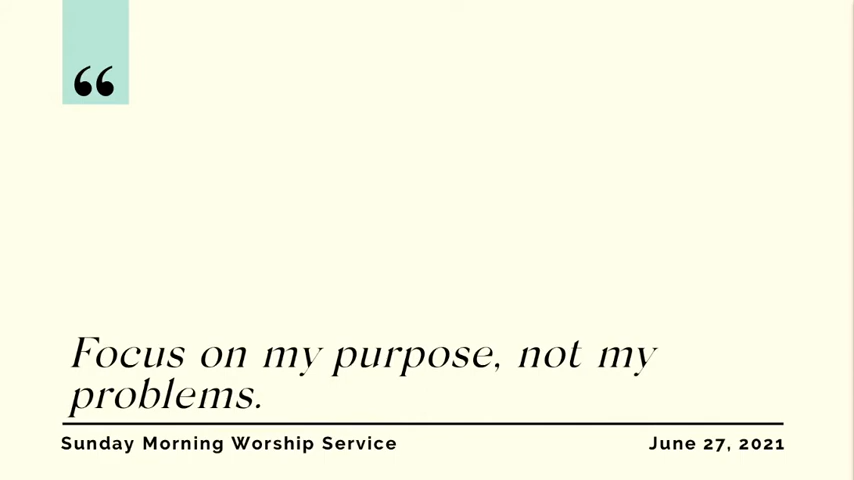 “
Focus on my purpose, not my
problems.
Sunday Morning Worship Service
June 27, 2021